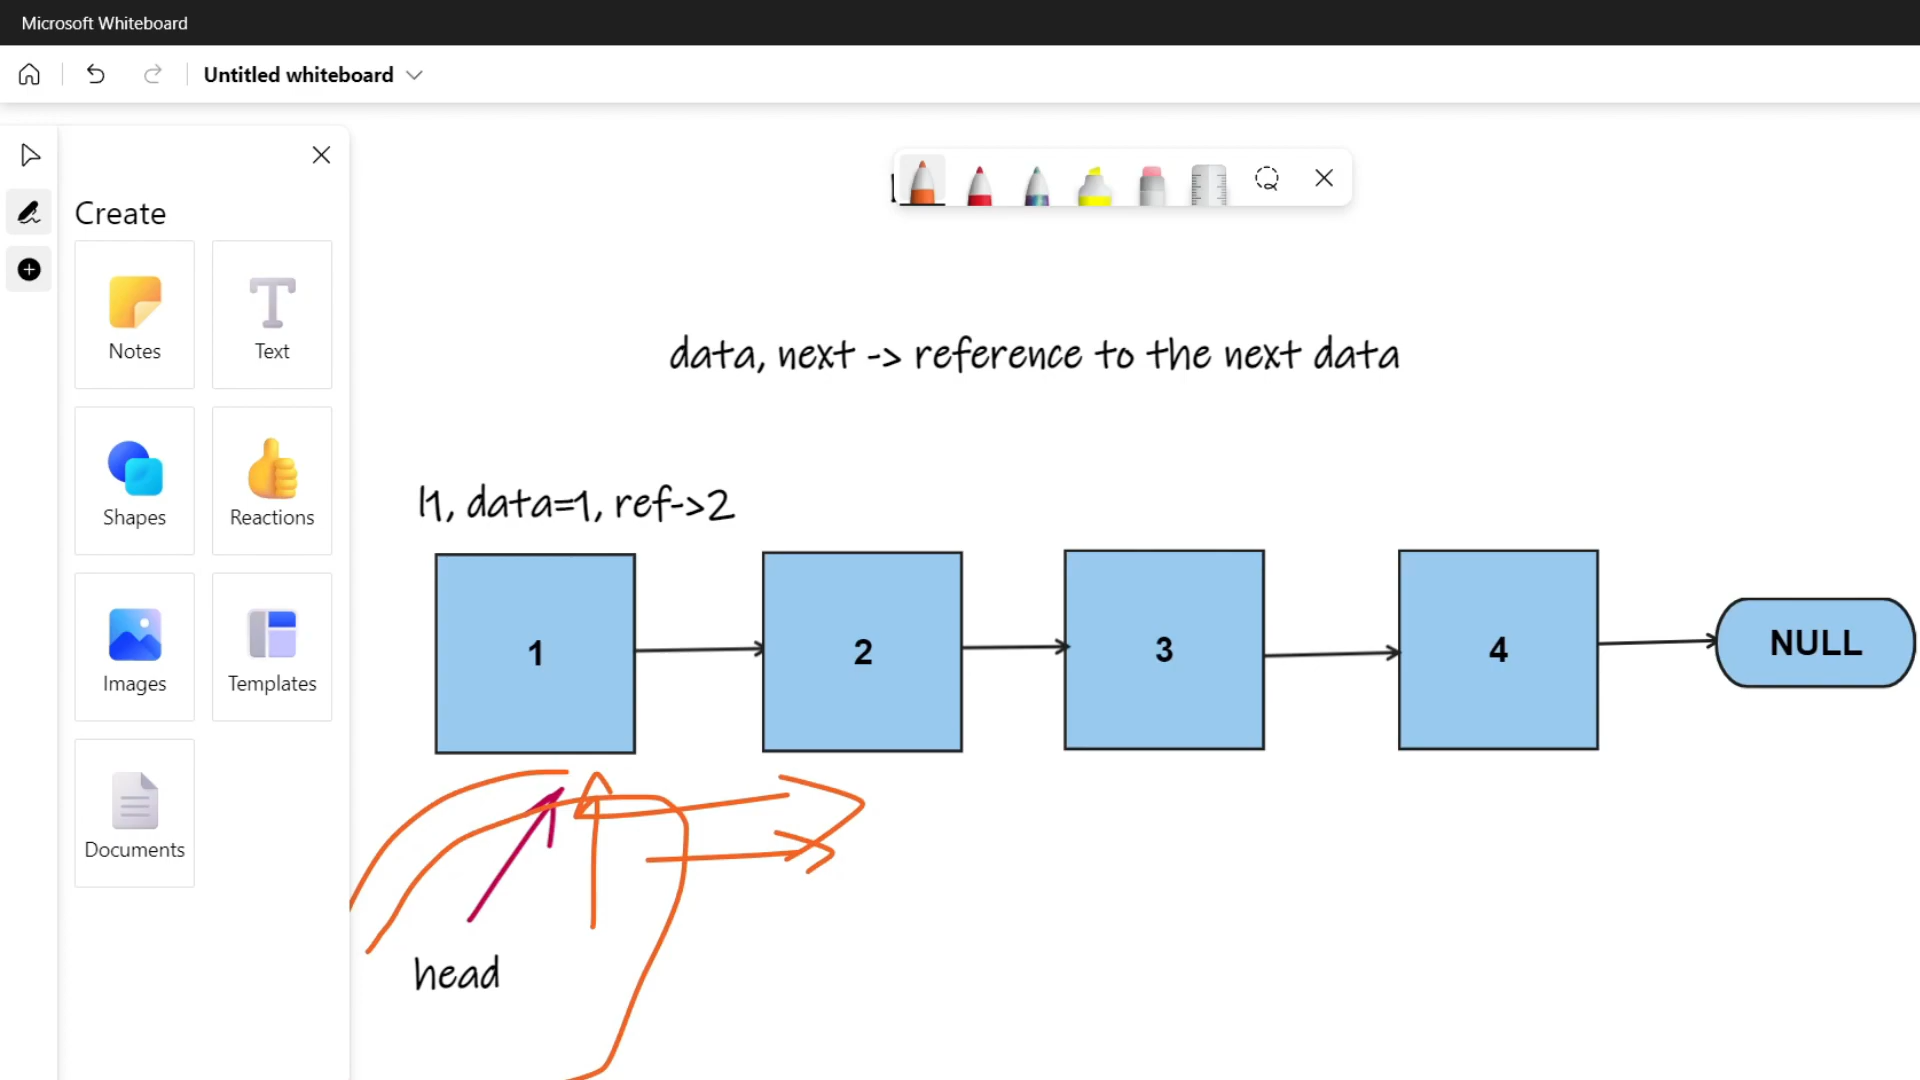 Microsoft Whiteboard
Untitled whiteboard
Create
Notes
Text
Shapes
Reactions
Images
Templates
Documents
data, next -> reference to the next data
l1, data=1, ref->2
1
2
3
4
NULL
head